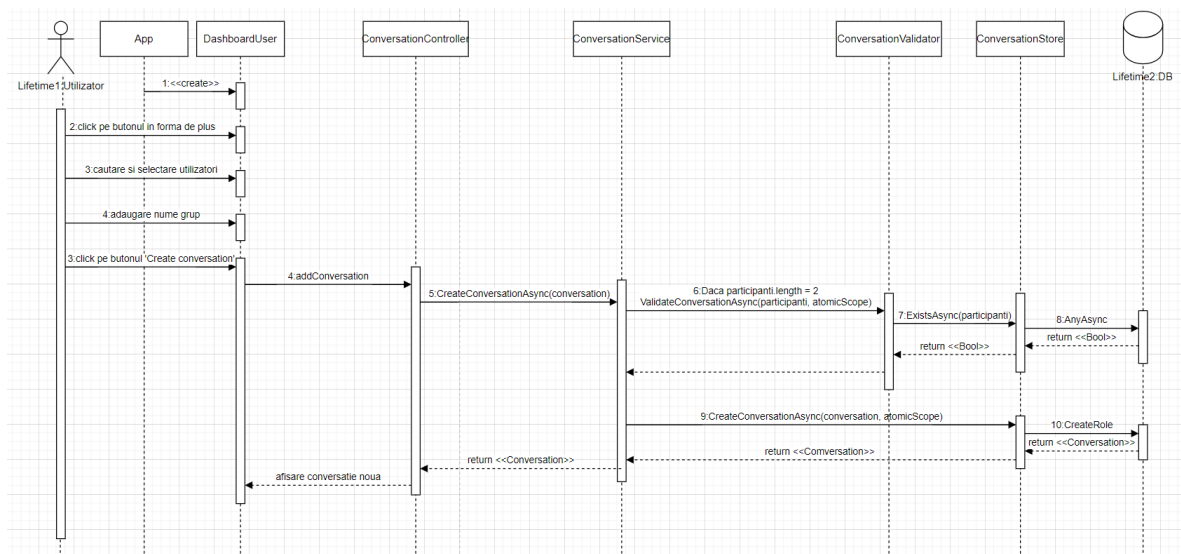 App
DashboardUser
ConversationController
ConversationService
ConversationValidator
ConversationStore
Lifetime1:Utilizator
Lifetime2:DB
1:<<create>>
2:click pe butonul in forma de plus
3:cautare si selectare utilizatori
4:adaugare nume grup
3:click pe butonul 'Create conversation'
4:addConversation
5:CreateConversationAsync(conversation)
6:Daca participanti.length = 2
ValidateConversationAsync(participanti, atomicScope)
7:ExistsAsync(participanti)
8:AnyAsync
return <<Bool>>
return <<Bool>>
9:CreateConversationAsync(conversation, atomicScope)
10:CreateRole
return <<Conversation>>
return <<Comversation>>
return <<Conversation>>
afisare conversatie noua